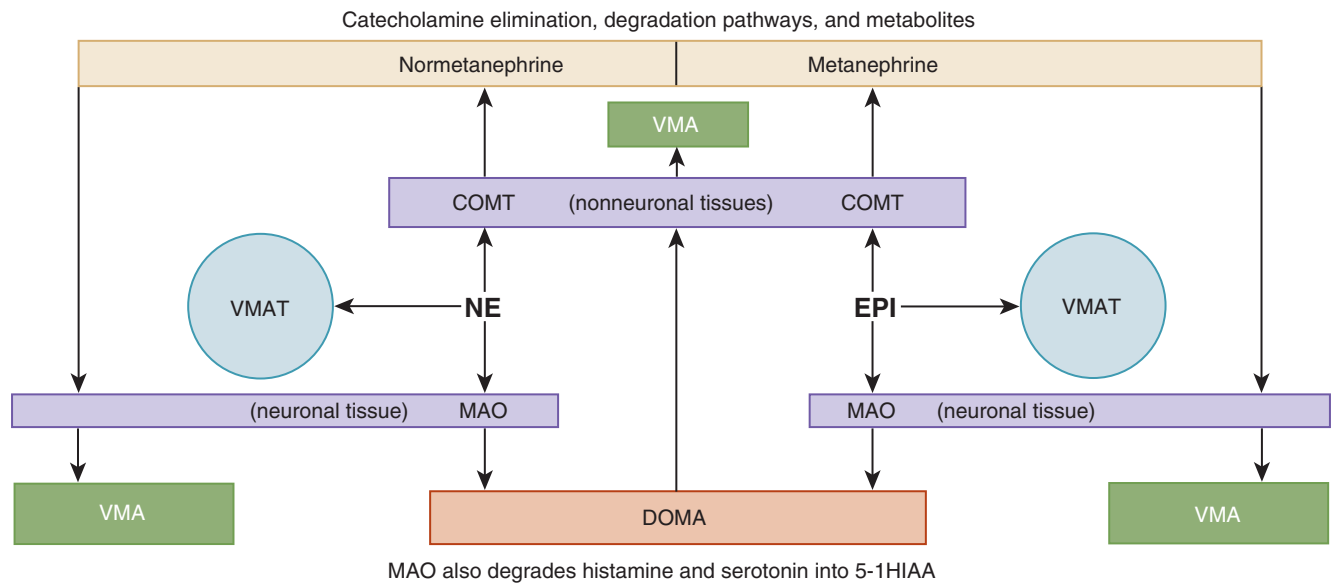 Catecholamine elimination, degradation pathways, and metabolites
Normetanephrine
Metanephrine
VMA
COMT
(nonneuronal tissues)
COMT
VMAT
NE
EPI
VMAT
(neuronal tissue)
MAO
MAO
(neuronal tissue)
VMA
DOMA
VMA
MAO also degrades histamine and serotonin into 5-1HIAA